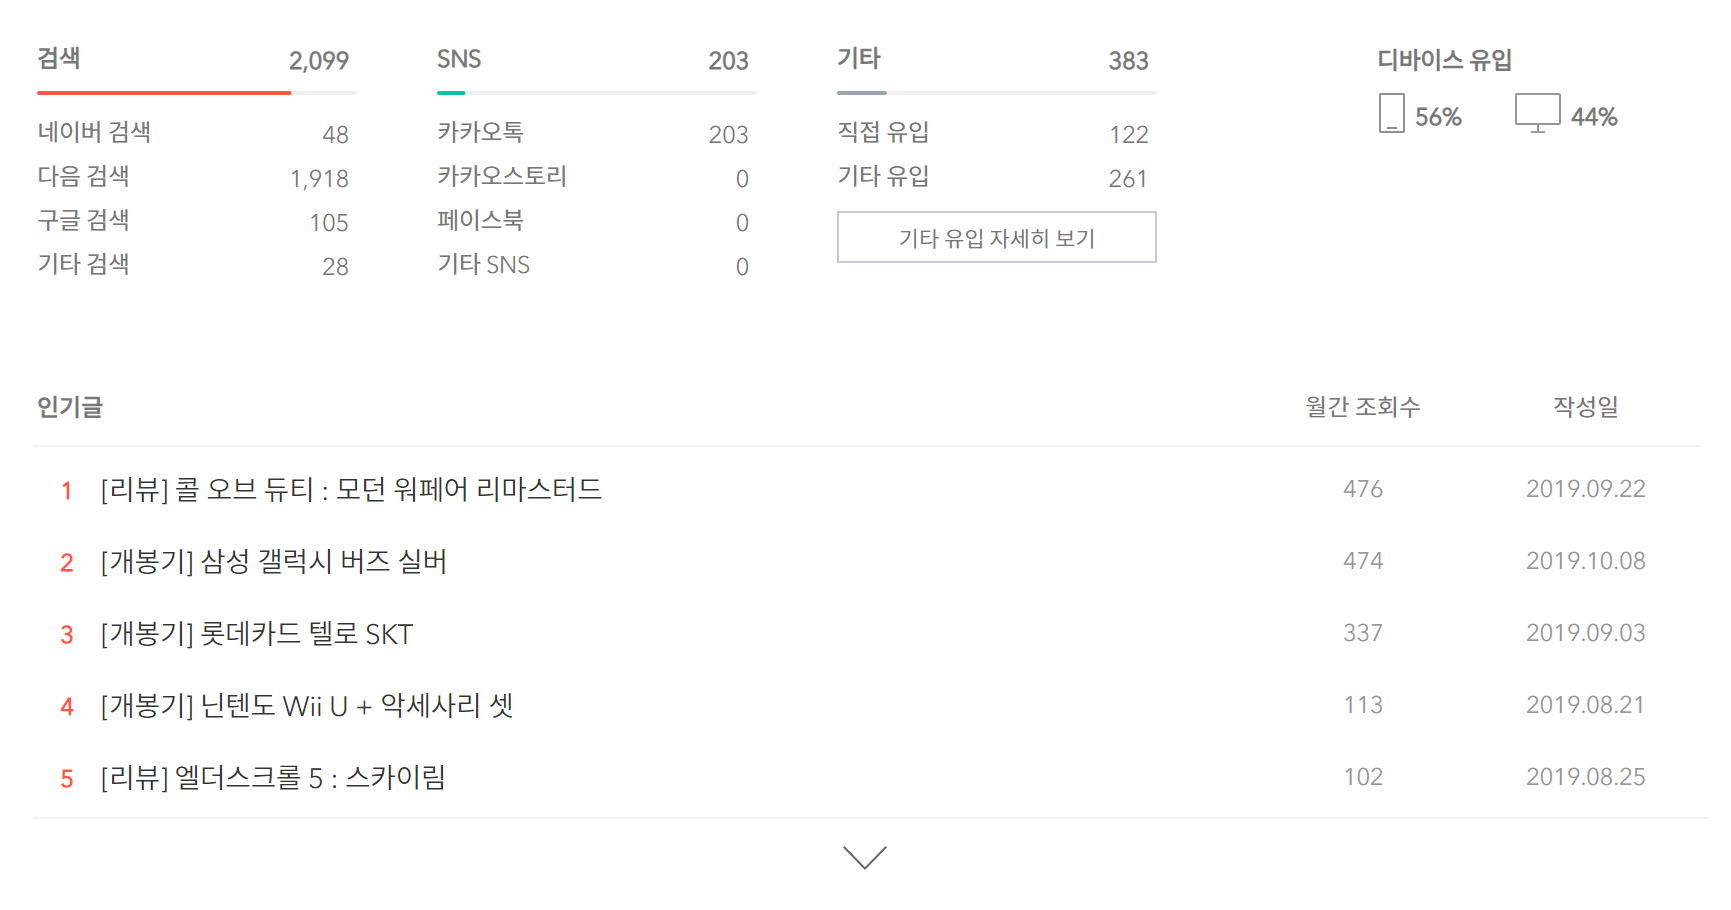 검색 2,099
네이버 검색 48
다음 검색 1,918
구글 검색 105
기타 검색 28
SNS 203
카카오톡 203
카카오스토리 0
페이스북 0
기타 SNS 0
기타 383
직접 유입 122
기타 유입 261
기타 유입 자세히 보기
디바이스 유입
56% 44%
인기글 월간 조회수 작성일
1 [리뷰] 콜 오브 듀티 : 모던 워페어 리마스터드 476 2019.09.22
2 [개봉기] 삼성 갤럭시 버즈 실버 474 2019.10.08
3 [개봉기] 롯데카드 텔로 SKT 337 2019.09.03
4 [개봉기] 닌텐도 Wii U + 악세사리 셋 113 2019.08.21
5 [리뷰] 엘더스크롤 5 : 스카이림 102 2019.08.25